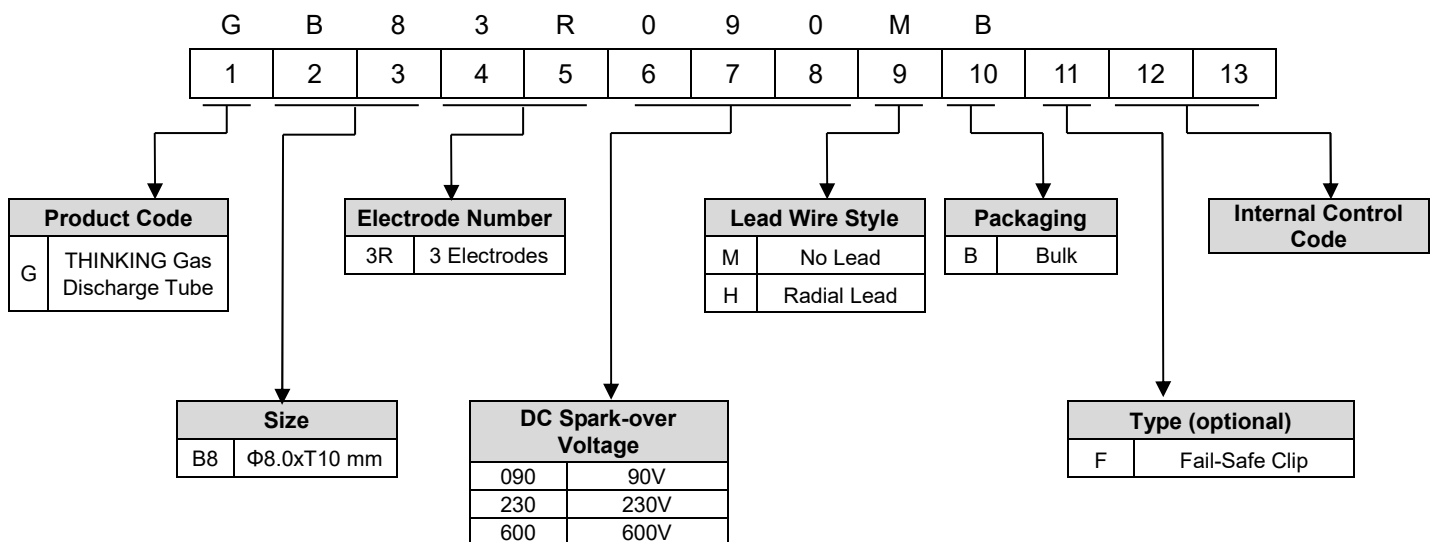 G B 8 3 R 0 9 0 M B
1 2 3 4 5 6 7 8 9 10 11 12 13
Product Code
G THINKING Gas
Discharge Tube
Electrode Number
3R 3 Electrodes
Lead Wire Style
M No Lead
H Radial Lead
Packaging
B Bulk
Internal Control
Code
Size
B8 Φ8.0xT10 mm
DC Spark-over
Voltage
090 90V
230 230V
600 600V
Type (optional)
F Fail-Safe Clip